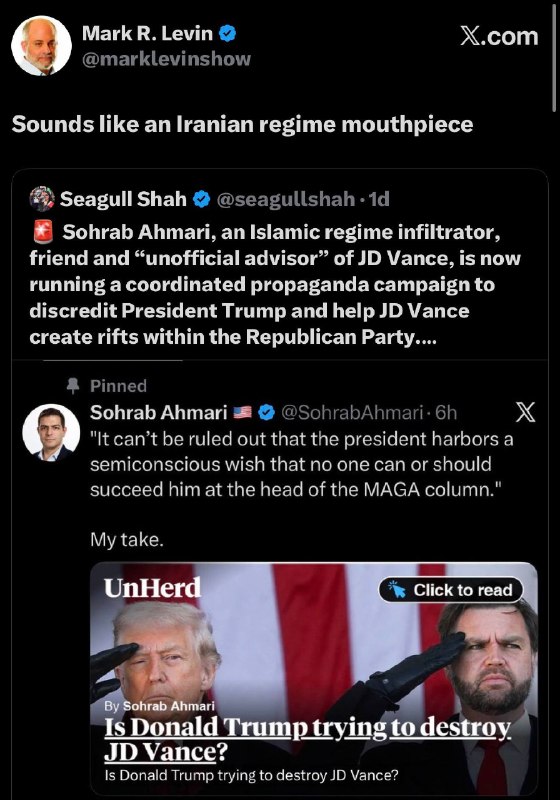 Mark R. Levin
X.com
@marklevinshow
Sounds like an Iranian regime mouthpiece
Seagull Shah @seagullshah · 1d
🚨 Sohrab Ahmari, an Islamic regime infiltrator,
friend and “unofficial advisor” of JD Vance, is now
running a coordinated propaganda campaign to
discredit President Trump and help JD Vance
create rifts within the Republican Party....
Pinned
Sohrab Ahmari 🇺🇸 @SohrabAhmari · 6h
"It can’t be ruled out that the president harbors a
semiconscious wish that no one can or should
succeed him at the head of the MAGA column."
My take.
UnHerd
Click to read
By Sohrab Ahmari
Is Donald Trump trying to destroy
JD Vance?
Is Donald Trump trying to destroy JD Vance?